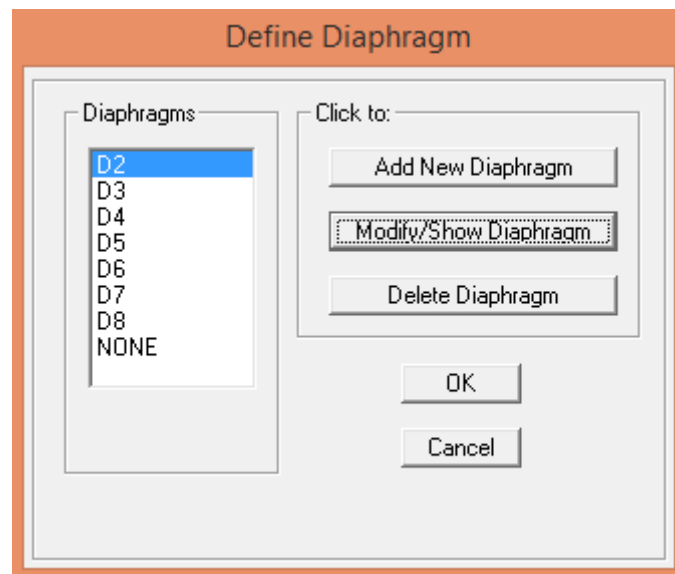 Define Diaphragm
Diaphragms
D2
D3
D4
D5
D6
D7
D8
NONE
Click to:
Add New Diaphragm
Modify/Show Diaphragm
Delete Diaphragm
OK
Cancel